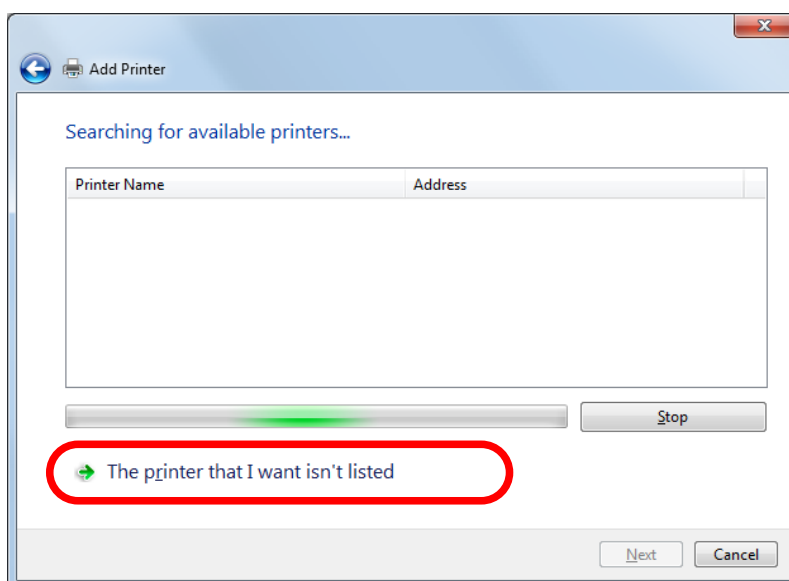 Add Printer
Searching for available printers...
Printer Name Address
Stop
The printer that I want isn't listed
Next Cancel